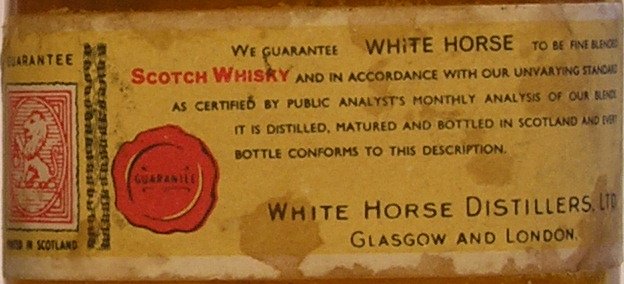 GUARANTEE
PRINTED IN SCOTLAND
GUARANTEE
WE GUARANTEE WHITE HORSE TO BE FINE BLENDED
SCOTCH WHISKY AND IN ACCORDANCE WITH OUR UNVARYING STANDARD
AS CERTIFIED BY PUBLIC ANALYST'S MONTHLY ANALYSIS OF OUR BLEND.
IT IS DISTILLED, MATURED AND BOTTLED IN SCOTLAND AND EVERY
BOTTLE CONFORMS TO THIS DESCRIPTION.
WHITE HORSE DISTILLERS, LTD
GLASGOW AND LONDON.